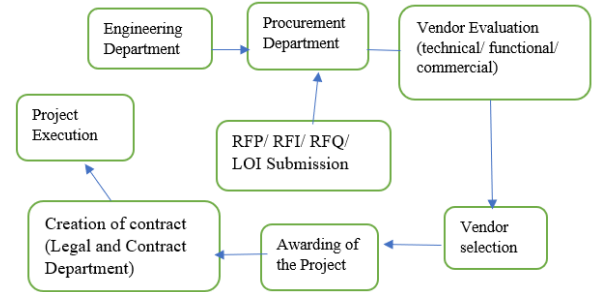 Engineering
Department
Procurement
Department
Vendor Evaluation
(technical/ functional/
commercial)
Project
Execution
RFP/ RFI/ RFQ/
LOI Submission
Creation of contract
(Legal and Contract
Department)
Awarding of
the Project
Vendor
selection